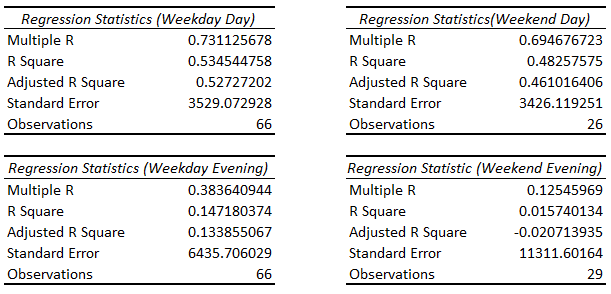 Regression Statistics (Weekday Day)
Multiple R 0.731125678
R Square 0.534544758
Adjusted R Square 0.52727202
Standard Error 3529.072928
Observations 66
Regression Statistics(Weekend Day)
Multiple R 0.694676723
R Square 0.48257575
Adjusted R Square 0.461016406
Standard Error 3426.119251
Observations 26
Regression Statistics (Weekday Evening)
Multiple R 0.383640944
R Square 0.147180374
Adjusted R Square 0.133855067
Standard Error 6435.706029
Observations 66
Regression Statistic (Weekend Evening)
Multiple R 0.12545969
R Square 0.015740134
Adjusted R Square -0.020713935
Standard Error 11311.60164
Observations 29